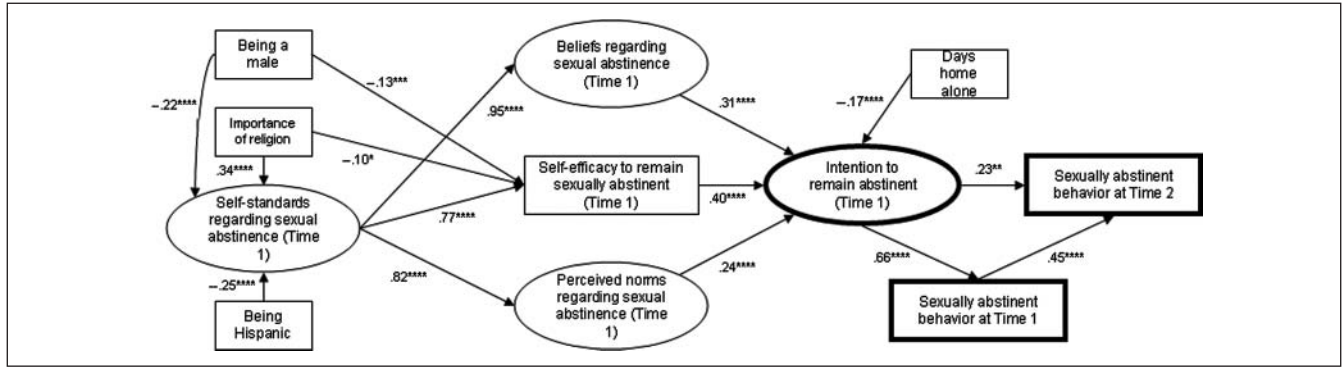 Being a
male
Beliefs regarding
sexual abstinence
(Time 1)
Days
home
alone
–.13***
–.22****
.95****
.31****
–.17****
Importance
of religion
–.10*
.34****
Self-efficacy to remain
sexually abstinent
(Time 1)
Intention to
remain abstinent
(Time 1)
.23**
Sexually abstinent
behavior at Time 2
.40****
Self-standards
regarding sexual
abstinence (Time
1)
.77****
.82****
.24****
.66****
.45****
–.25****
Perceived norms
regarding sexual
abstinence (Time
1)
Sexually abstinent
behavior at Time 1
Being
Hispanic